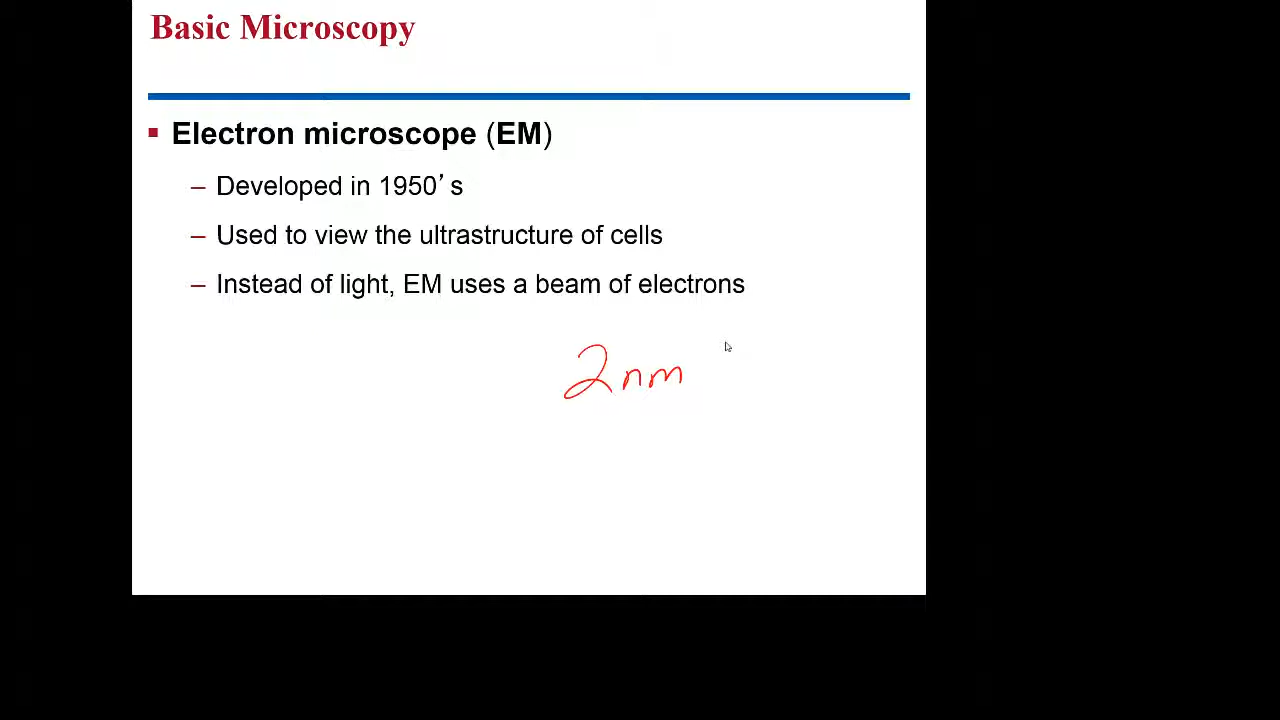 Basic Microscopy
▪ Electron microscope (EM)
– Developed in 1950’s
– Used to view the ultrastructure of cells
– Instead of light, EM uses a beam of electrons
2nm